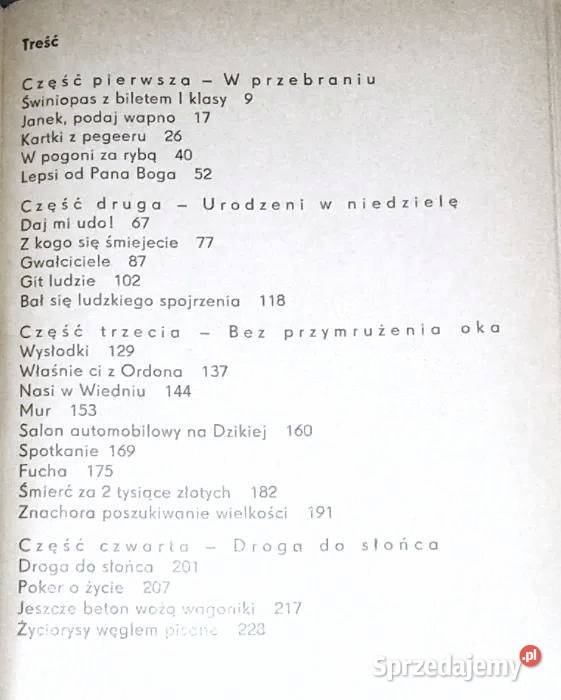 Treść
Część pierwsza – W przebraniu
Świniopas z biletem I klasy 9
Janek, podaj wapno 17
Kartki z pegeeru 26
W pogoni za rybą 40
Lepsi od Pana Boga 52
Część druga – Urodzeni w niedzielę
Daj mi udo! 67
Z kogo się śmiejecie 77
Gwałciciele 87
Git ludzie 102
Bał się ludzkiego spojrzenia 118
Część trzecia – Bez przymrużenia oka
Wysłodki 129
Właśnie ci z Ordona 137
Nasi w Wiedniu 144
Mur 153
Salon automobilowy na Dzikiej 160
Spotkanie 169
Fucha 175
Śmierć za 2 tysiące złotych 182
Znachora poszukiwanie wielkości 191
Część czwarta – Droga do słońca
Droga do słońca 201
Poker o życie 207
Jeszcze beton wożą wagoniki 217
Życiorysy węglem pisane 228
Sprzedajemy.pl